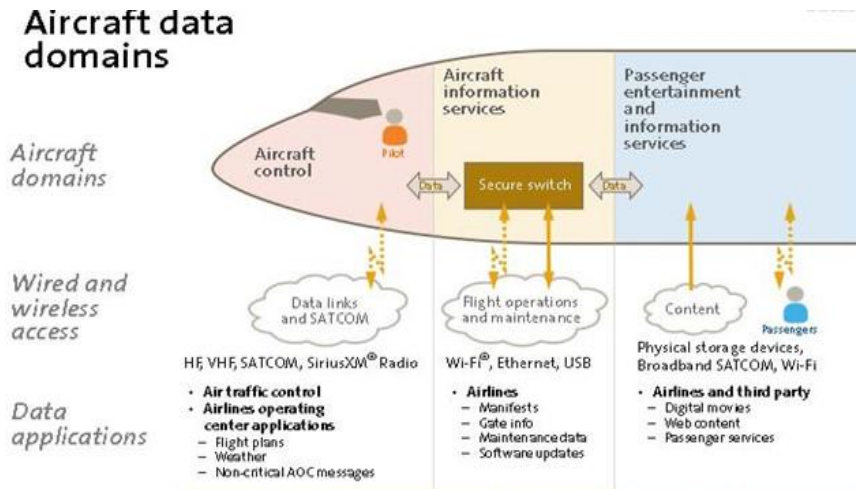 Aircraft data
domains
Aircraft
domains
Aircraft
control
Pilot
Aircraft
information
services
Passenger
entertainment
and
information
services
Data
Secure switch
Data
Wired and
wireless
access
Data links
and SATCOM
Flight operations
and maintenance
Content
Passengers
HF, VHF, SATCOM, SiriusXM® Radio
Wi-Fi®, Ethernet, USB
Physical storage devices,
Broadband SATCOM, Wi-Fi
Data
applications
• Air traffic control
• Airlines operating
center applications
– Flight plans
– Weather
– Non-critical AOC messages
• Airlines
– Manifests
– Gate info
– Maintenance data
– Software updates
• Airlines and third party
– Digital movies
– Web content
– Passenger services